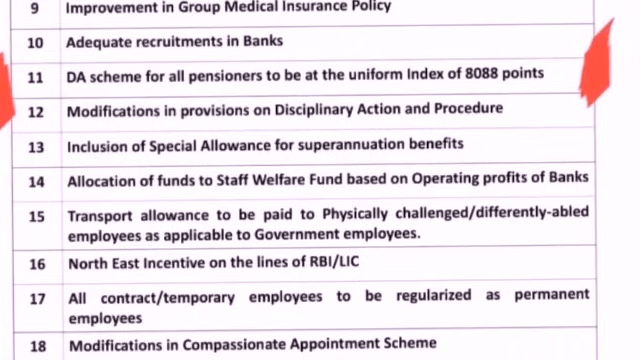 9 Improvement in Group Medical Insurance Policy
10 Adequate recruitments in Banks
11 DA scheme for all pensioners to be at the uniform Index of 8088 points
12 Modifications in provisions on Disciplinary Action and Procedure
13 Inclusion of Special Allowance for superannuation benefits
14 Allocation of funds to Staff Welfare Fund based on Operating profits of Banks
15 Transport allowance to be paid to Physically challenged/differently-abled
employees as applicable to Government employees.
16 North East Incentive on the lines of RBI/LIC
17 All contract/temporary employees to be regularized as permanent
employees
18 Modifications in Compassionate Appointment Scheme